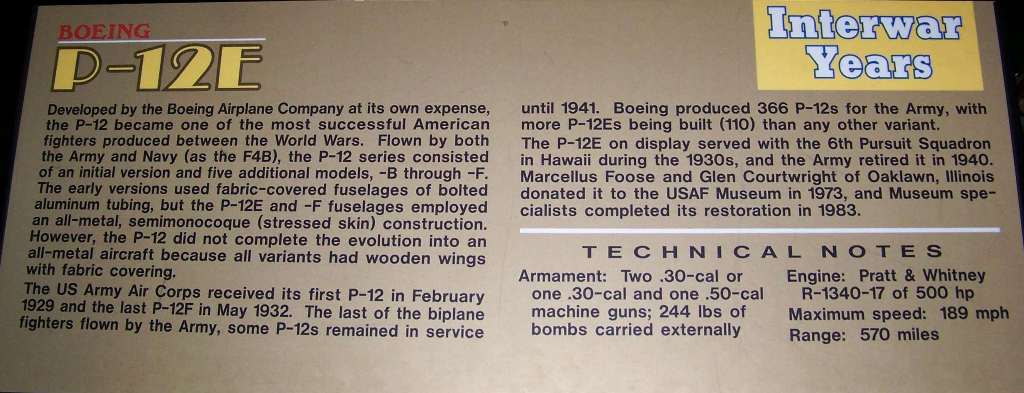 BOEING
P-12E
Interwar
Years
Developed by the Boeing Airplane Company at its own expense,
the P-12 became one of the most successful American
fighters produced between the World Wars. Flown by both
the Army and Navy (as the F4B), the P-12 series consisted
of an initial version and five additional models, -B through -F.
The early versions used fabric-covered fuselages of bolted
aluminum tubing, but the P-12E and -F fuselages employed
an all-metal, semimonocoque (stressed skin) construction.
However, the P-12 did not complete the evolution into an
all-metal aircraft because all variants had wooden wings
with fabric covering.
The US Army Air Corps received its first P-12 in February
1929 and the last P-12F in May 1932. The last of the biplane
fighters flown by the Army, some P-12s remained in service
until 1941. Boeing produced 366 P-12s for the Army, with
more P-12Es being built (110) than any other variant.
The P-12E on display served with the 6th Pursuit Squadron
in Hawaii during the 1930s, and the Army retired it in 1940.
Marcellus Foose and Glen Courtwright of Oaklawn, Illinois
donated it to the USAF Museum in 1973, and Museum spe-
cialists completed its restoration in 1983.
TECHNICAL NOTES
Armament: Two .30-cal or
one .30-cal and one .50-cal
machine guns; 244 lbs of
bombs carried externally
Engine: Pratt & Whitney
R-1340-17 of 500 hp
Maximum speed: 189 mph
Range: 570 miles